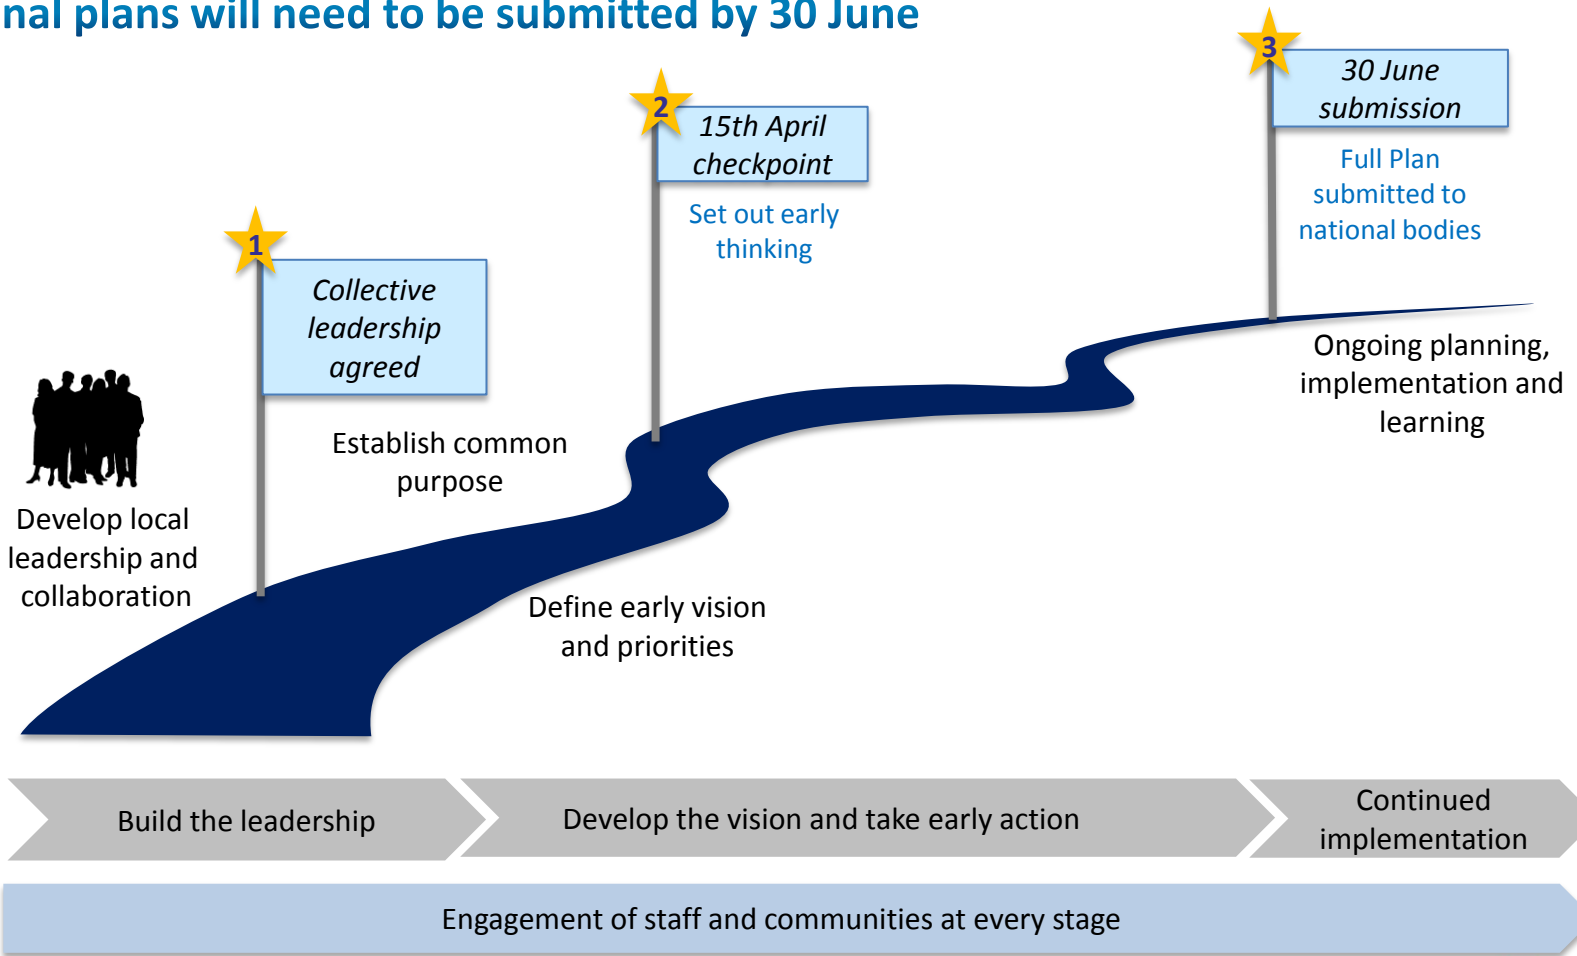 nal plans will need to be submitted by 30 June
1
Collective
leadership
agreed
2
15th April
checkpoint
Set out early
thinking
3
30 June
submission
Full Plan
submitted to
national bodies
Develop local
leadership and
collaboration
Establish common
purpose
Define early vision
and priorities
Ongoing planning,
implementation and
learning
Build the leadership
Develop the vision and take early action
Continued
implementation
Engagement of staff and communities at every stage